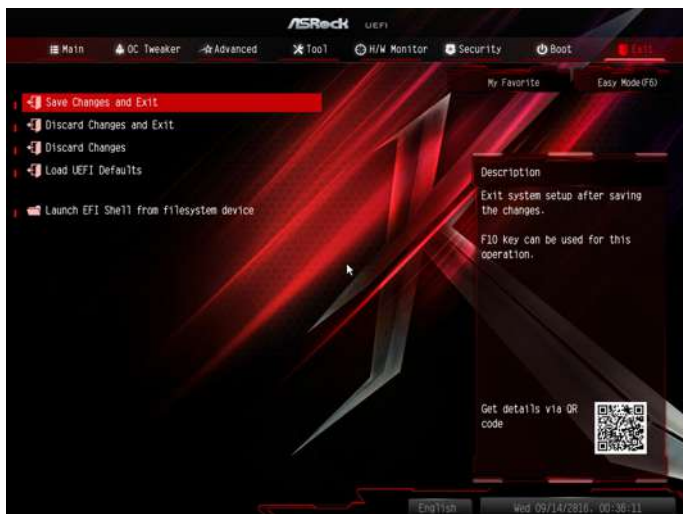 ASRock UEFI
Main OC Tweaker Advanced Tool H/W Monitor Security Boot Exit
My Favorite Easy Mode(F6)
Save Changes and Exit
Discard Changes and Exit
Discard Changes
Load UEFI Defaults
Launch EFI Shell from filesystem device
Description
Exit system setup after saving
the changes.
F10 key can be used for this
operation.
Get details via QR
code
English Wed 09/14/2016, 00:36:11